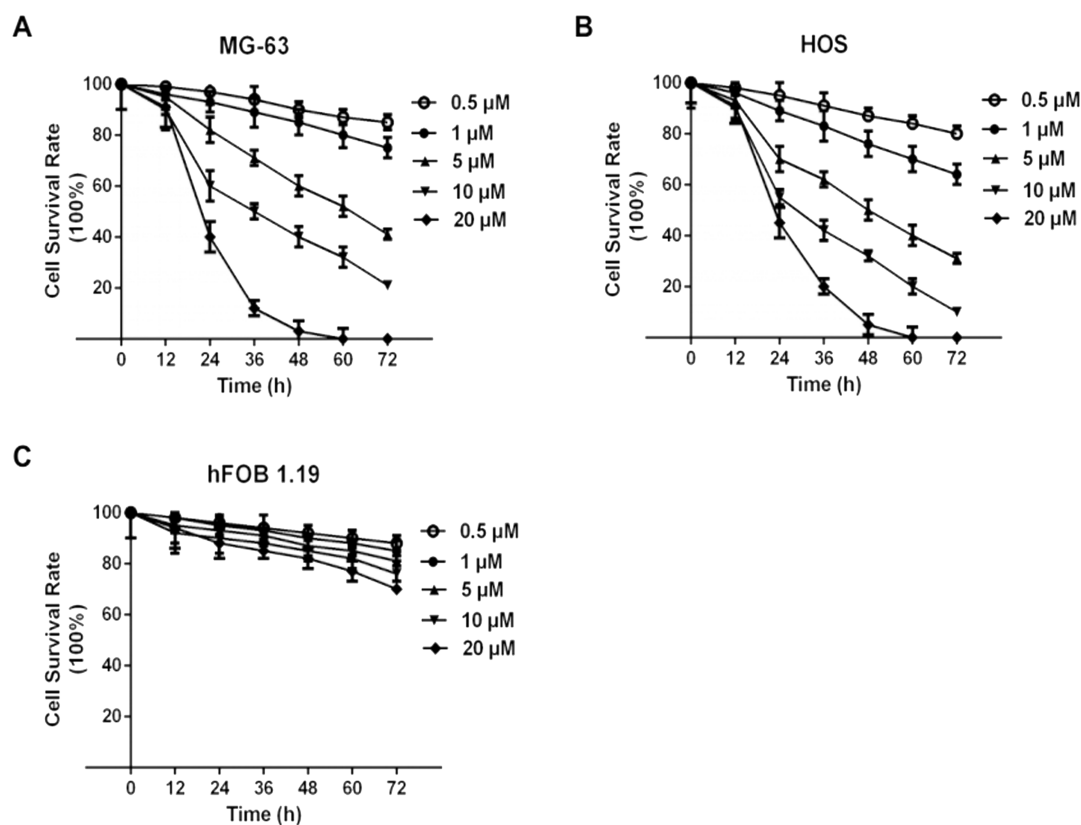 A
MG-63
100
80
60
40
20
Cell Survival Rate
(100%)
0 12 24 36 48 60 72
Time (h)
0.5 µM
1 µM
5 µM
10 µM
20 µM
B
HOS
100
80
60
40
20
Cell Survival Rate
(100%)
0 12 24 36 48 60 72
Time (h)
0.5 µM
1 µM
5 µM
10 µM
20 µM
C
hFOB 1.19
100
80
60
40
20
Cell Survival Rate
(100%)
0 12 24 36 48 60 72
Time (h)
0.5 µM
1 µM
5 µM
10 µM
20 µM